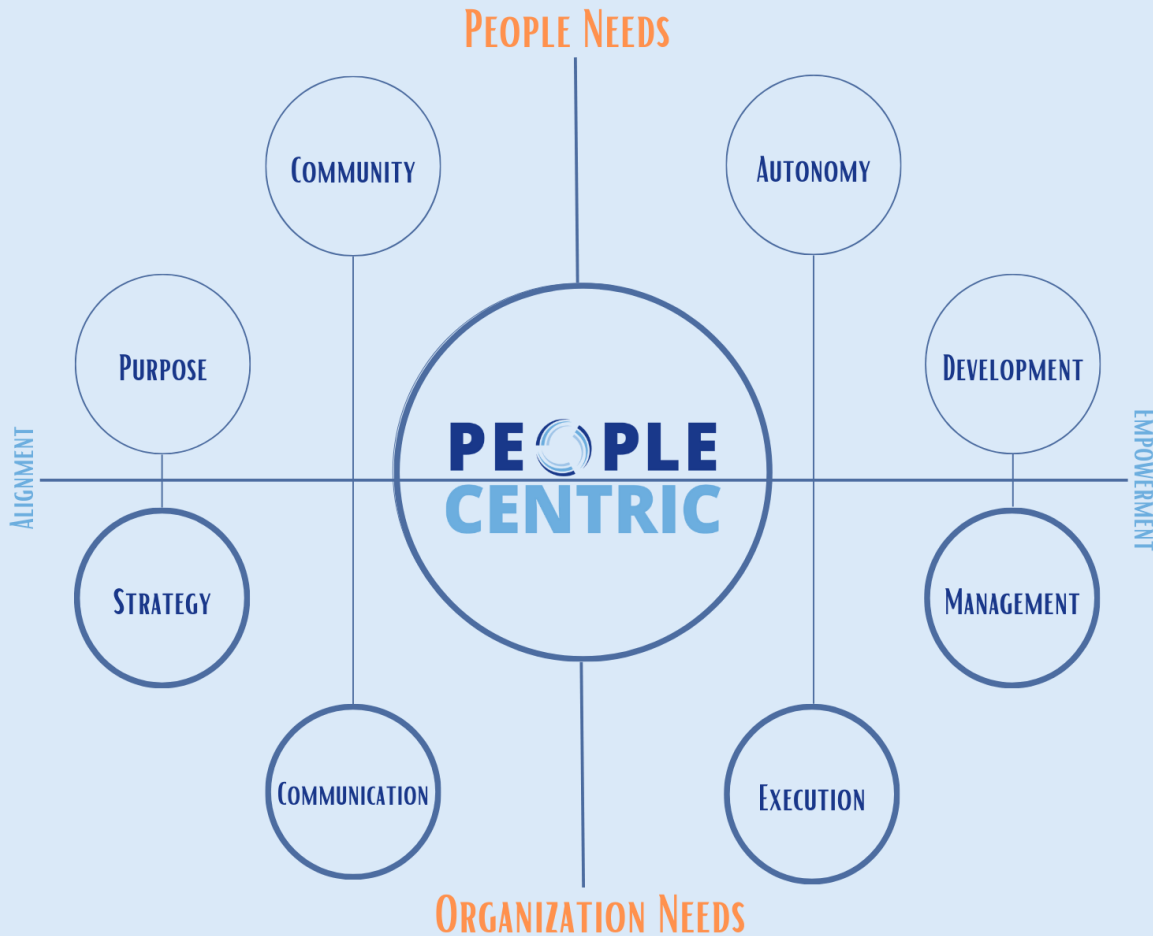 PEOPLE NEEDS
COMMUNITY
AUTONOMY
PURPOSE
DEVELOPMENT
PEOPLE
CENTRIC
ALIGNMENT
EMPOWERMENT
STRATEGY
MANAGEMENT
COMMUNICATION
EXECUTION
ORGANIZATION NEEDS